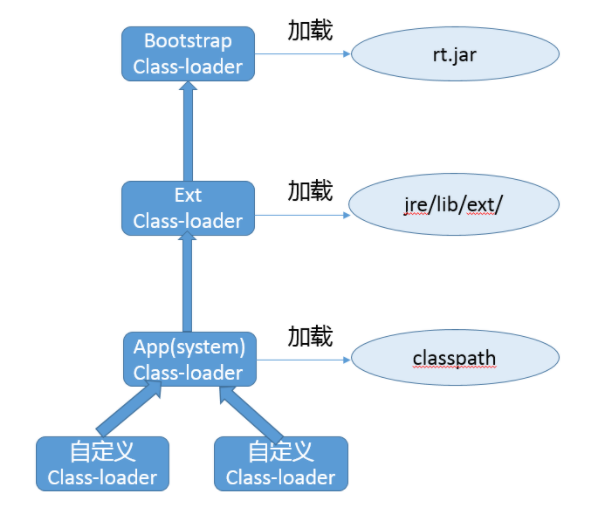 Bootstrap
Class-loader
加载
rt.jar
Ext
Class-loader
加载
jre/lib/ext/
App(system)
Class-loader
加载
classpath
自定义
Class-loader
自定义
Class-loader